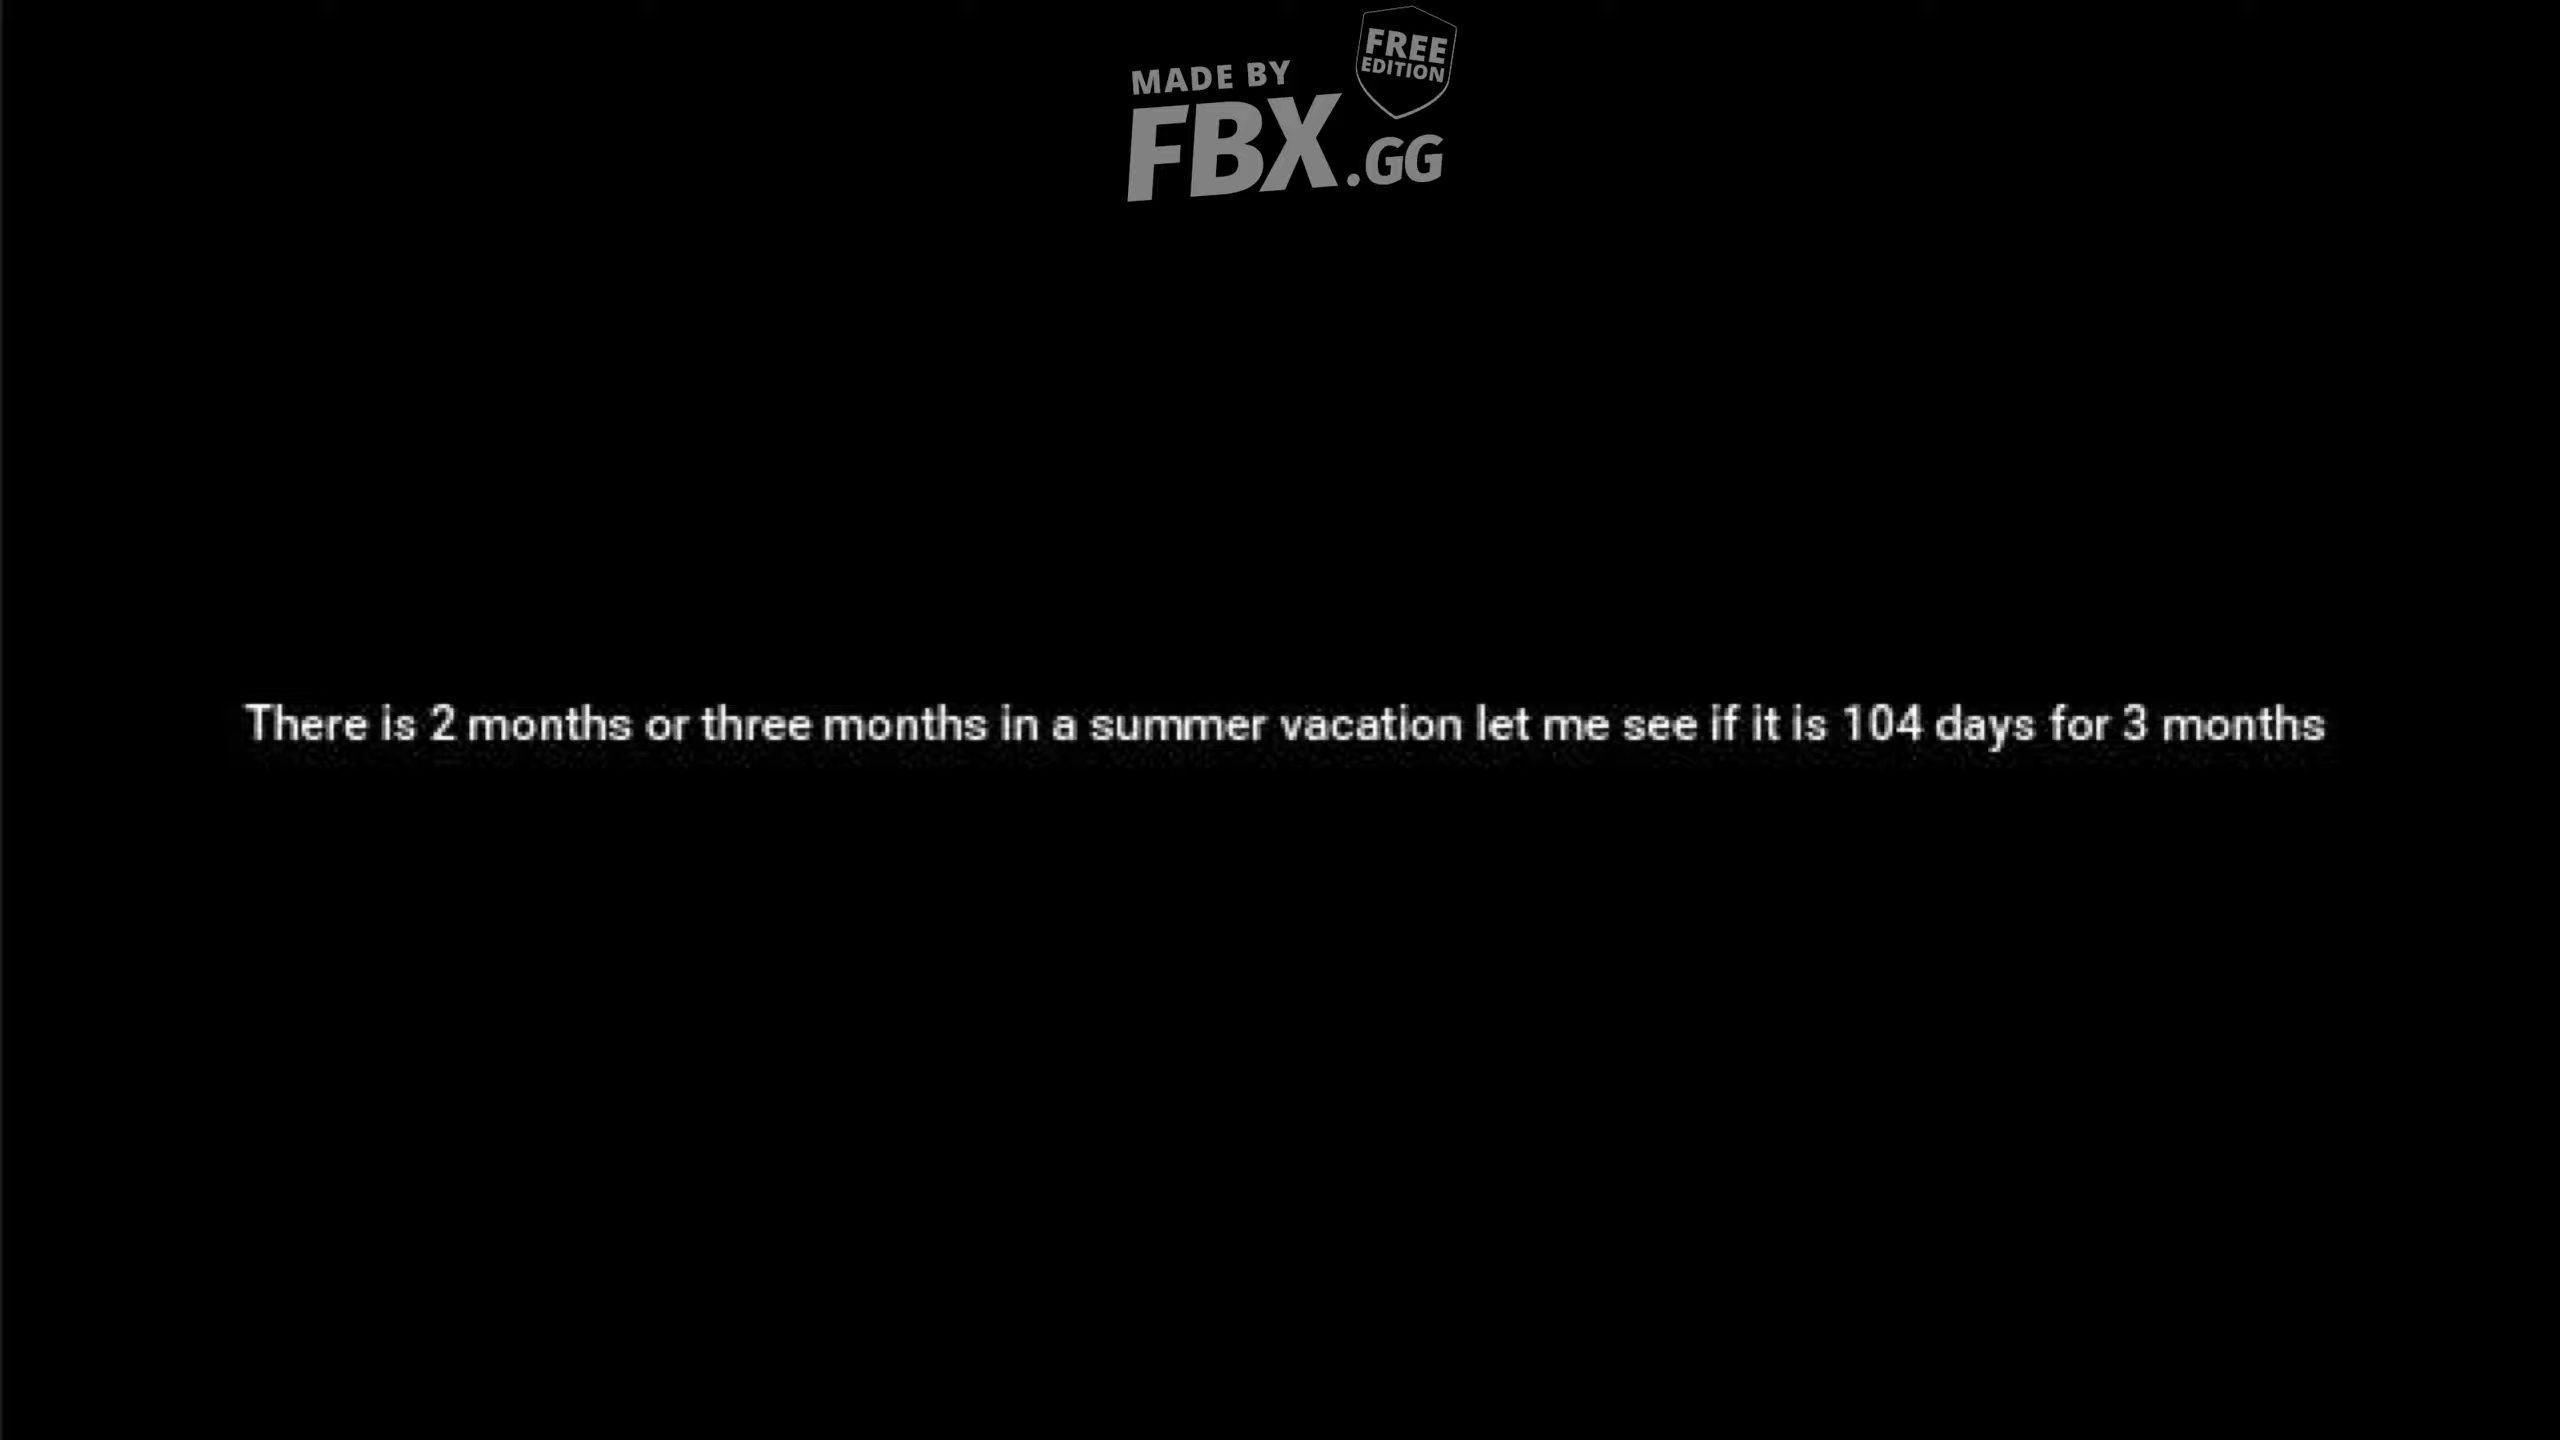 FREE
EDITION
MADE BY
FBX.GG
There is 2 months or three months in a summer vacation let me see if it is 104 days for 3 months